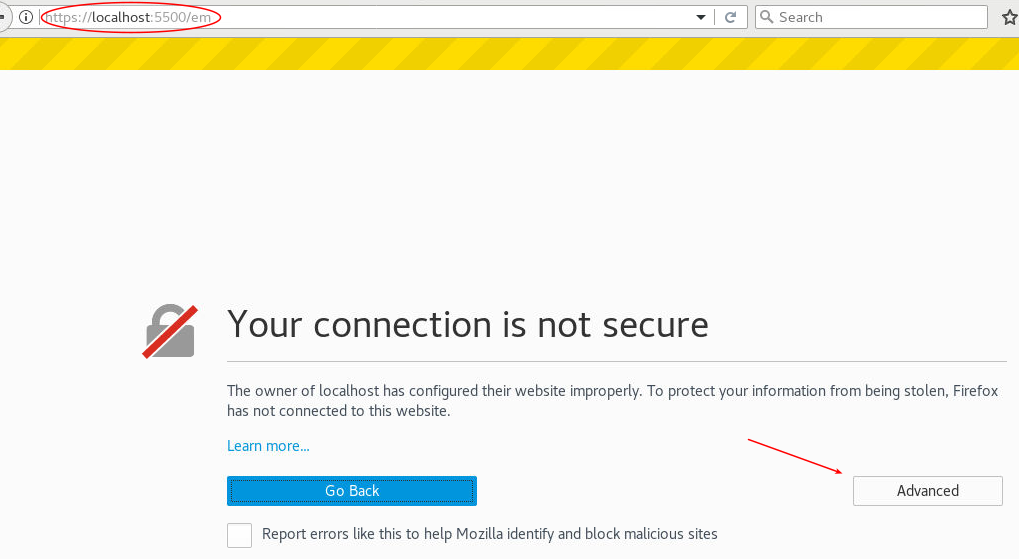 https://localhost:5500/em
Search
Your connection is not secure
The owner of localhost has configured their website improperly. To protect your information from being stolen, Firefox
has not connected to this website.
Learn more...
Go Back
Advanced
Report errors like this to help Mozilla identify and block malicious sites